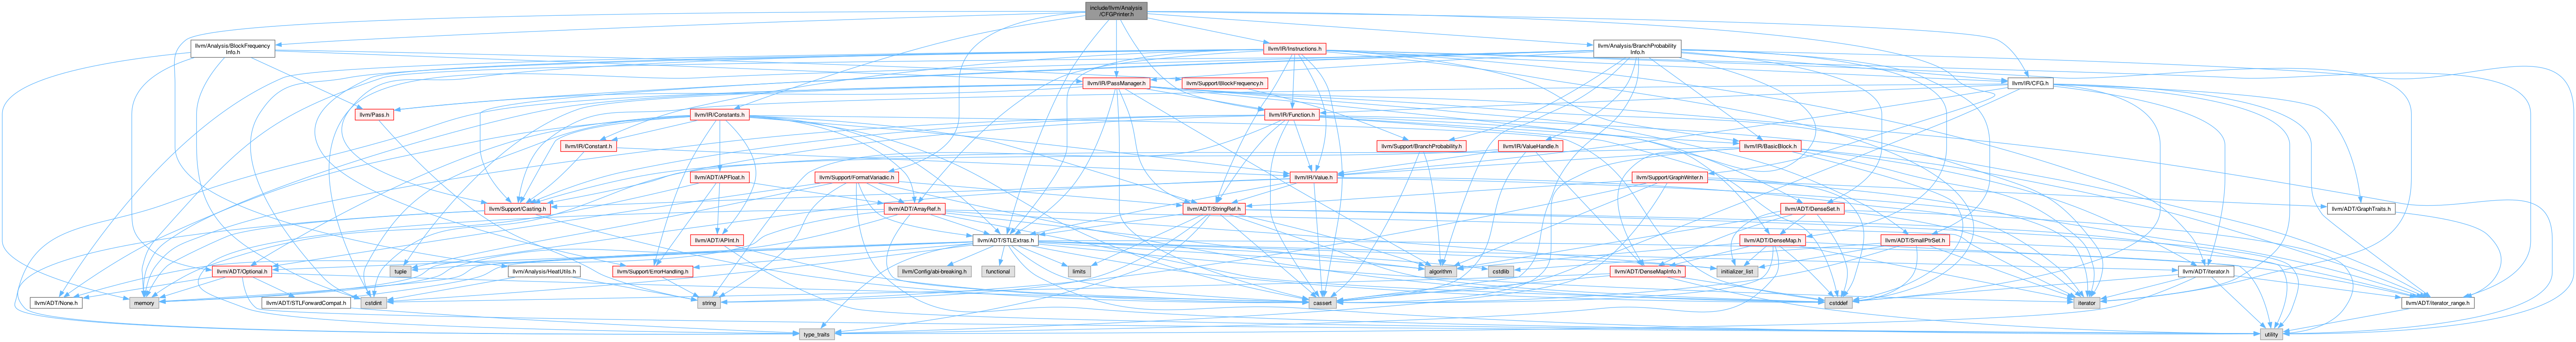 include/llvm/Analysis
/CFGPrinter.h
llvm/Analysis/BlockFrequency
Info.h
llvm/IR/Instructions.h
llvm/Analysis/BranchProbability
Info.h
llvm/IR/PassManager.h
llvm/Support/BlockFrequency.h
llvm/IR/CFG.h
llvm/Pass.h
llvm/IR/Constants.h
llvm/IR/Function.h
llvm/IR/Constant.h
llvm/Support/BranchProbability.h
llvm/IR/ValueHandle.h
llvm/IR/BasicBlock.h
llvm/ADT/APFloat.h
llvm/Support/FormatVariadic.h
llvm/IR/Value.h
llvm/Support/GraphWriter.h
llvm/Support/Casting.h
llvm/ADT/ArrayRef.h
llvm/ADT/StringRef.h
llvm/ADT/DenseSet.h
llvm/ADT/GraphTraits.h
llvm/ADT/APInt.h
llvm/ADT/STLExtras.h
llvm/ADT/DenseMap.h
llvm/ADT/SmallPtrSet.h
llvm/ADT/Optional.h
tuple
llvm/Analysis/HeatUtils.h
llvm/Support/ErrorHandling.h
llvm/Config/abi-breaking.h
functional
limits
algorithm
cstdlib
llvm/ADT/DenseMapInfo.h
initializer_list
llvm/ADT/iterator.h
llvm/ADT/None.h
memory
llvm/ADT/STLForwardCompat.h
cstdint
string
cassert
cstddef
iterator
llvm/ADT/iterator_range.h
type_traits
utility